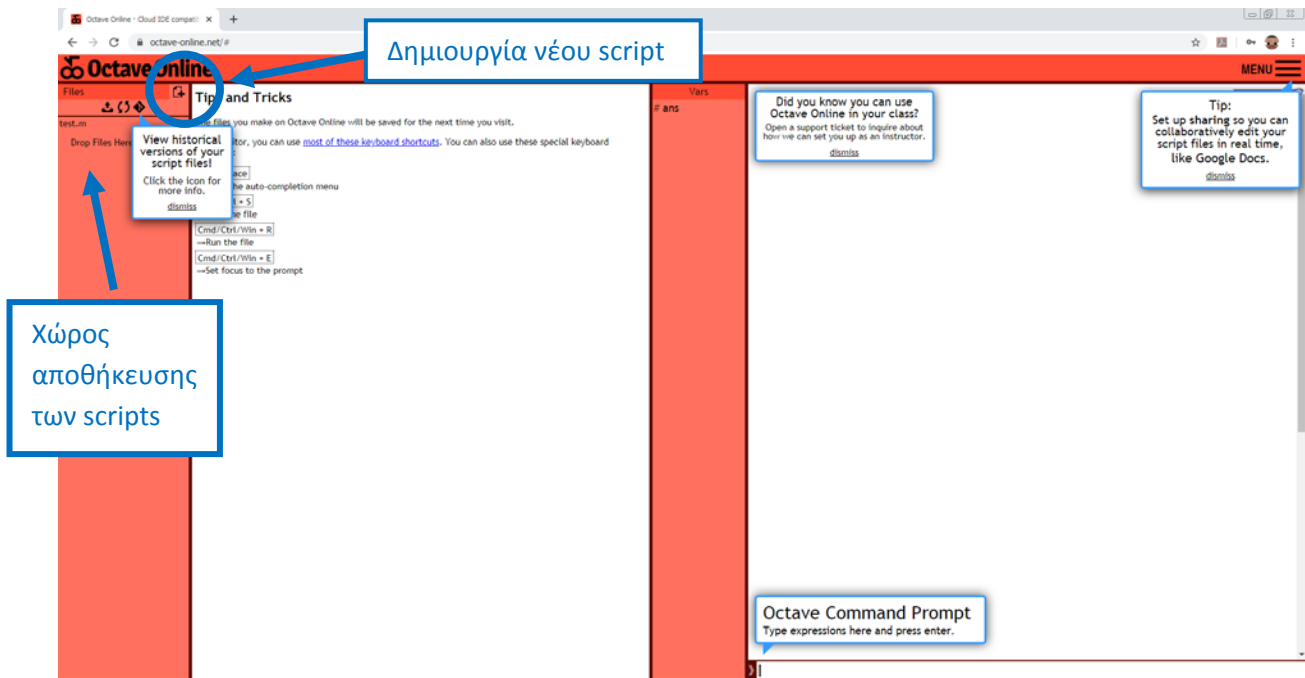 Octave Online · Cloud IDE compati
octave-online.net/#
Δημιουργία νέου script
Octave Online
MENU
Files
test.m
Drop Files Here
View historical
versions of your
script files!
Click the icon for
more info.
dismiss
Χώρος
αποθήκευσης
των scripts
Tips and Tricks
files you make on Octave Online will be saved for the next time you visit.
you can use most of these keyboard shortcuts. You can also use these special keyboard
auto-completion menu
+ S
file
Cmd/Ctrl/Win + R
→Run the file
Cmd/Ctrl/Win + E
→Set focus to the prompt
Vars
# ans
Did you know you can use
Octave Online in your class?
Open a support ticket to inquire about
how we can set you up as an instructor.
dismiss
Tip:
Set up sharing so you can
collaboratively edit your
script files in real time,
like Google Docs.
dismiss
Octave Command Prompt
Type expressions here and press enter.